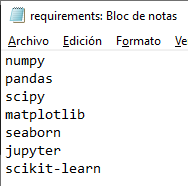 requirements: Bloc de notas
Archivo Edición Formato Ve
numpy
pandas
scipy
matplotlib
seaborn
jupyter
scikit-learn